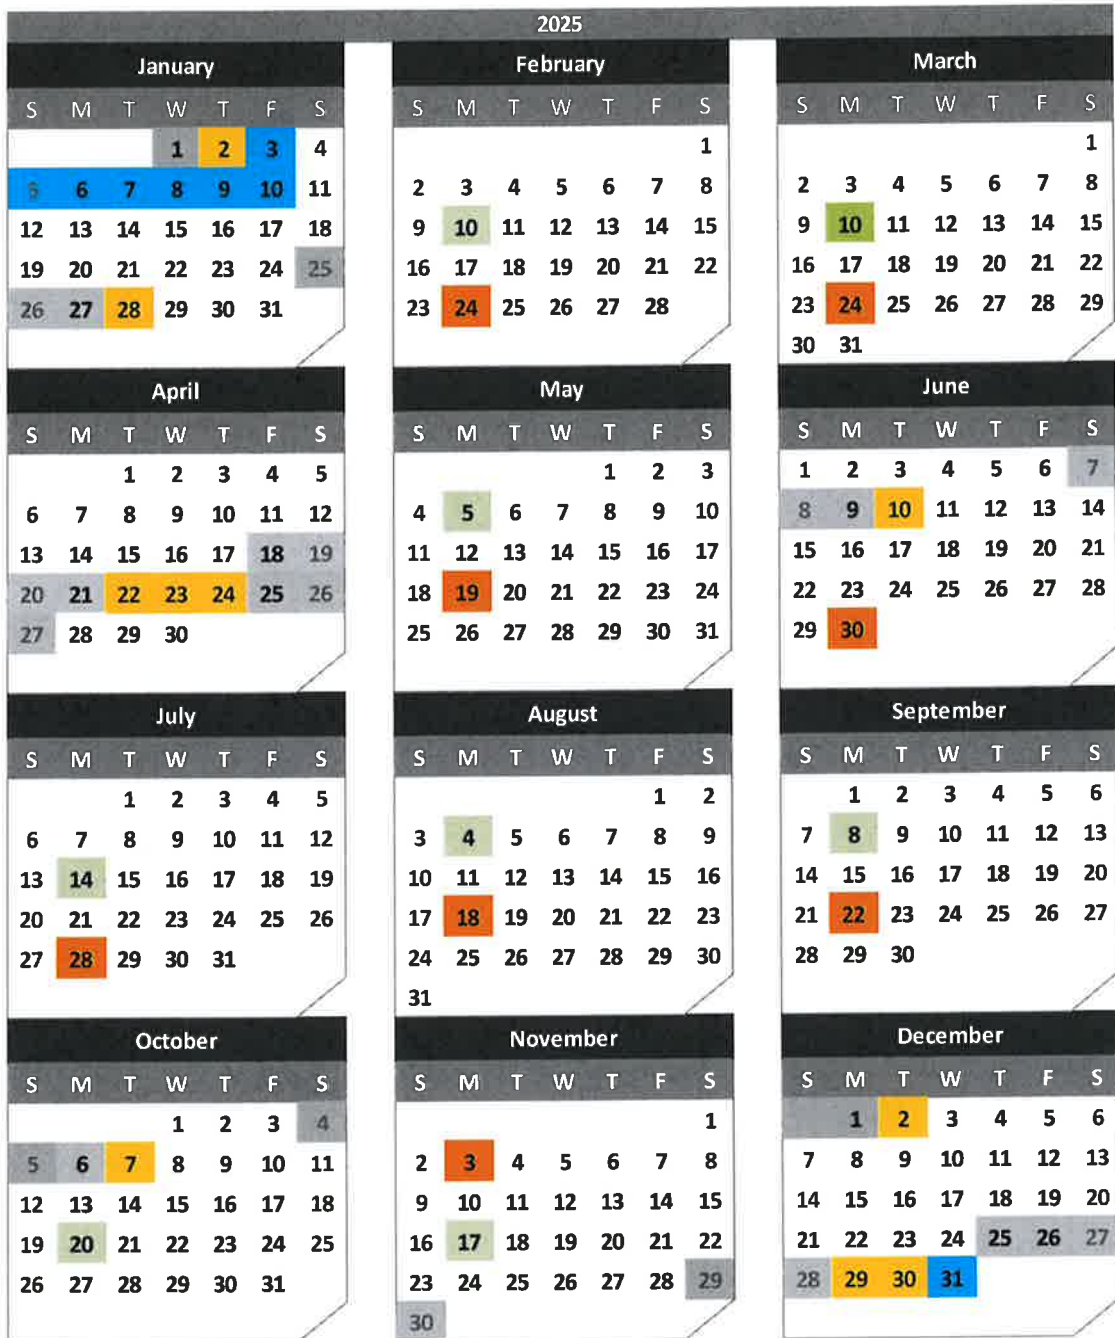 2025
January February March
S M T W T F S S M T W T F S S M T W T F S
1 2 3 4 1 1
5 6 7 8 9 10 11 2 3 4 5 6 7 8 2 3 4 5 6 7 8
12 13 14 15 16 17 18 9 10 11 12 13 14 15 9 10 11 12 13 14 15
19 20 21 22 23 24 25 16 17 18 19 20 21 22 16 17 18 19 20 21 22
26 27 28 29 30 31 23 24 25 26 27 28 23 24 25 26 27 28 29
30 31
April May June
S M T W T F S S M T W T F S S M T W T F S
1 2 3 4 5 1 2 3 1 2 3 4 5 6 7
6 7 8 9 10 11 12 4 5 6 7 8 9 10 8 9 10 11 12 13 14
13 14 15 16 17 18 19 11 12 13 14 15 16 17 15 16 17 18 19 20 21
20 21 22 23 24 25 26 18 19 20 21 22 23 24 22 23 24 25 26 27 28
27 28 29 30 25 26 27 28 29 30 31 29 30
July August September
S M T W T F S S M T W T F S S M T W T F S
1 2 3 4 5 1 2 1 2 3 4 5 6
6 7 8 9 10 11 12 3 4 5 6 7 8 9 7 8 9 10 11 12 13
13 14 15 16 17 18 19 10 11 12 13 14 15 16 14 15 16 17 18 19 20
20 21 22 23 24 25 26 17 18 19 20 21 22 23 21 22 23 24 25 26 27
27 28 29 30 31 24 25 26 27 28 29 30 28 29 30
31
October November December
S M T W T F S S M T W T F S S M T W T F S
1 2 3 4 1 1 2 3 4 5 6
5 6 7 8 9 10 11 2 3 4 5 6 7 8 7 8 9 10 11 12 13
12 13 14 15 16 17 18 9 10 11 12 13 14 15 14 15 16 17 18 19 20
19 20 21 22 23 24 25 16 17 18 19 20 21 22 21 22 23 24 25 26 27
26 27 28 29 30 31 23 24 25 26 27 28 29 28 29 30 31
30